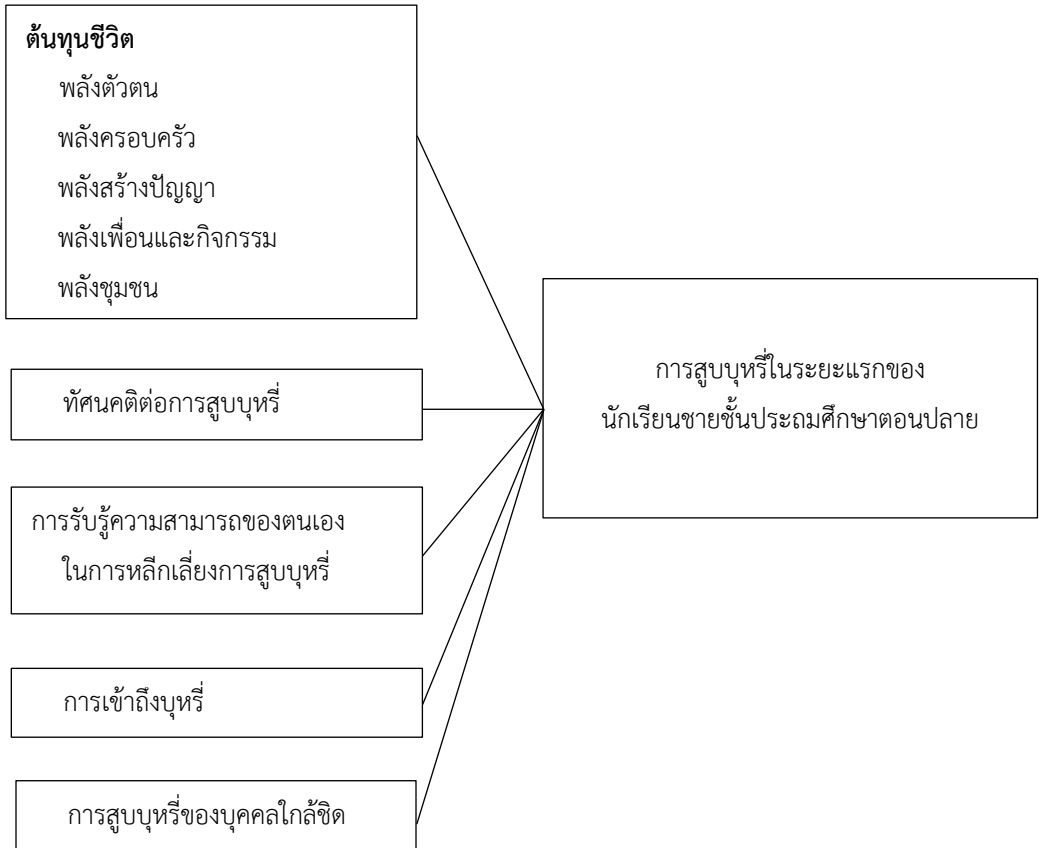 ต้นทุนชีวิต
พลังตัวตน
พลังครอบครัว
พลังสร้างปัญญา
พลังเพื่อนและกิจกรรม
พลังชุมชน
ทัศนคติต่อการสูบบุหรี่
การรับรู้ความสามารถของตนเอง
ในการหลีกเลี่ยงการสูบบุหรี่
การเข้าถึงบุหรี่
การสูบบุหรี่ของบุคคลใกล้ชิด
การสูบบุหรี่ในระยะแรกของ
นักเรียนชายชั้นประถมศึกษาตอนปลาย